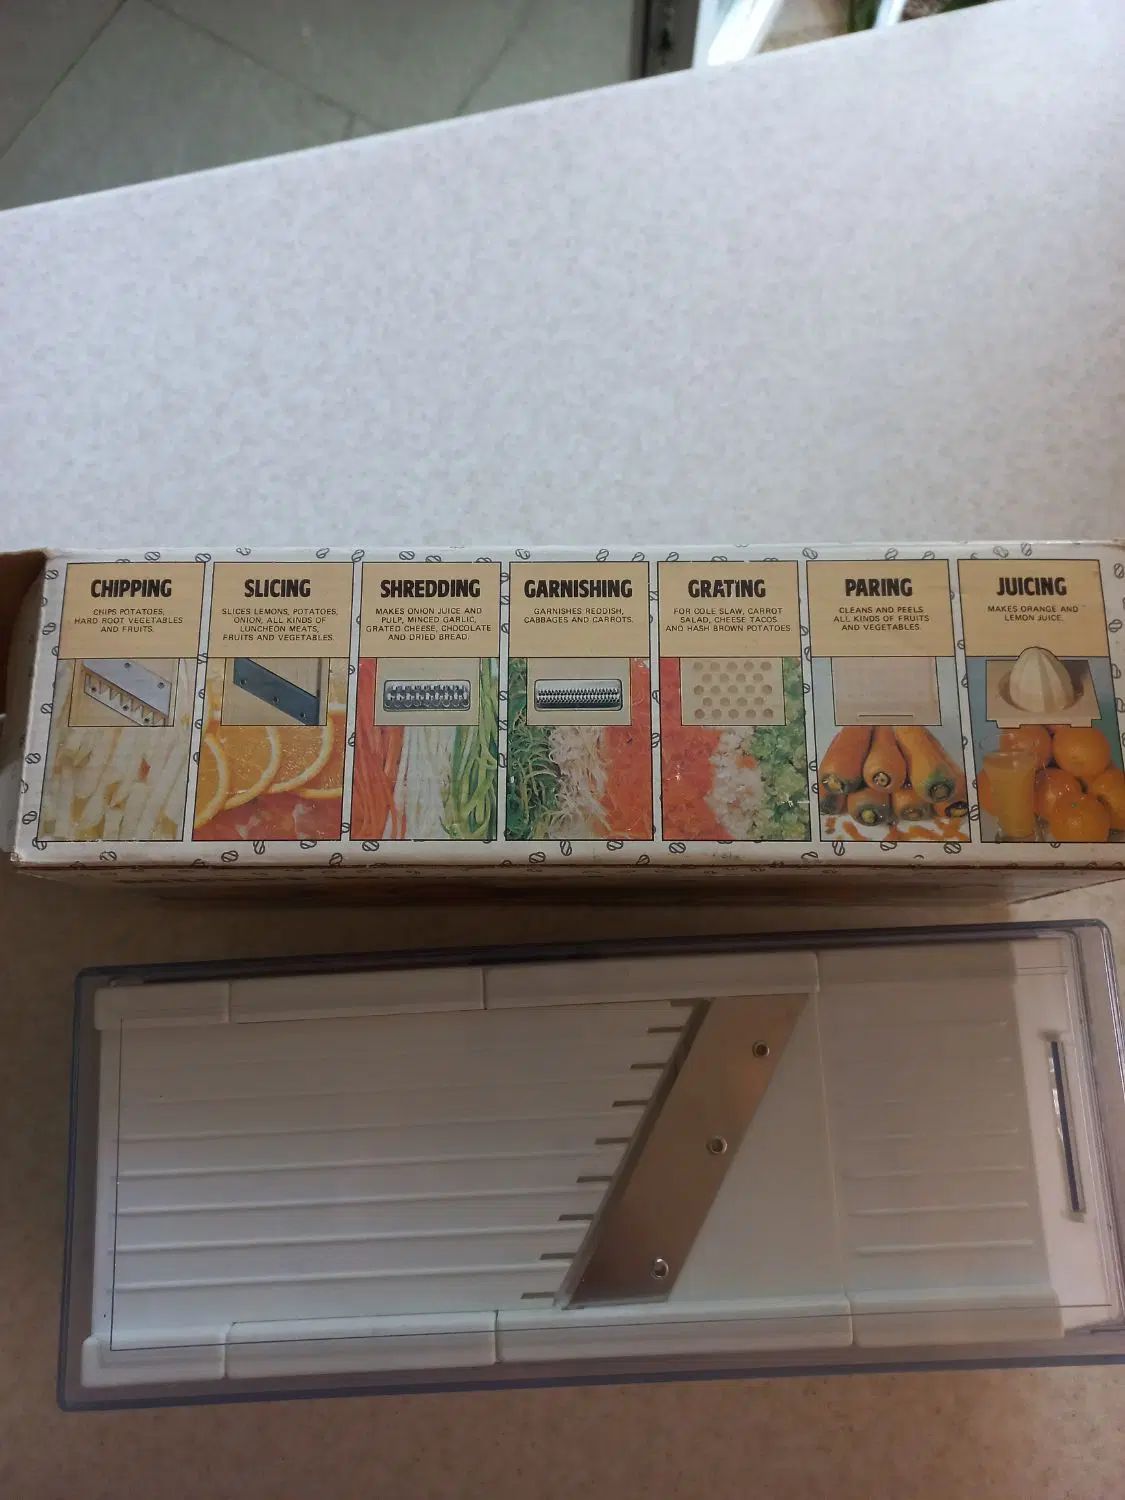 CHIPPING
CHIPS POTATOES,
HARD ROOT VEGETABLES
AND FRUITS.
SLICING
SLICES LEMONS, POTATOES,
ONION, ALL KINDS OF
LUNCHEON MEATS,
FRUITS AND VEGETABLES.
SHREDDING
MAKES ONION JUICE AND
PULP, MINCED GARLIC,
GRATED CHEESE, CHOCOLATE
AND DRIED BREAD.
GARNISHING
GARNISHES REDDISH,
CABBAGES AND CARROTS.
GRATING
FOR COLE SLAW, CARROT
SALAD, CHEESE TACOS
AND HASH BROWN POTATOES.
PARING
CLEANS AND PEELS
ALL KINDS OF FRUITS
AND VEGETABLES.
JUICING
MAKES ORANGE AND
LEMON JUICE.